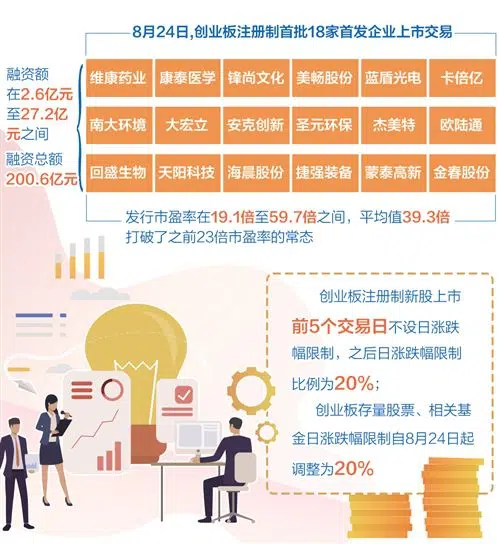 8月24日,创业板注册制首批18家首发企业上市交易
融资额
在2.6亿元
至27.2亿
元之间
融资总额
200.6亿元
维康药业 康泰医学 锋尚文化 美畅股份 蓝盾光电 卡倍亿
南大环境 大宏立 安克创新 圣元环保 杰美特 欧陆通
回盛生物 天阳科技 海晨股份 捷强装备 蒙泰高新 金春股份
发行市盈率在19.1倍至59.7倍之间，平均值39.3倍
打破了之前23倍市盈率的常态
创业板注册制新股上市
前5个交易日不设日涨跌
幅限制，之后日涨跌幅限制
比例为20%；
创业板存量股票、相关基
金日涨跌幅限制自8月24日起
调整为20%